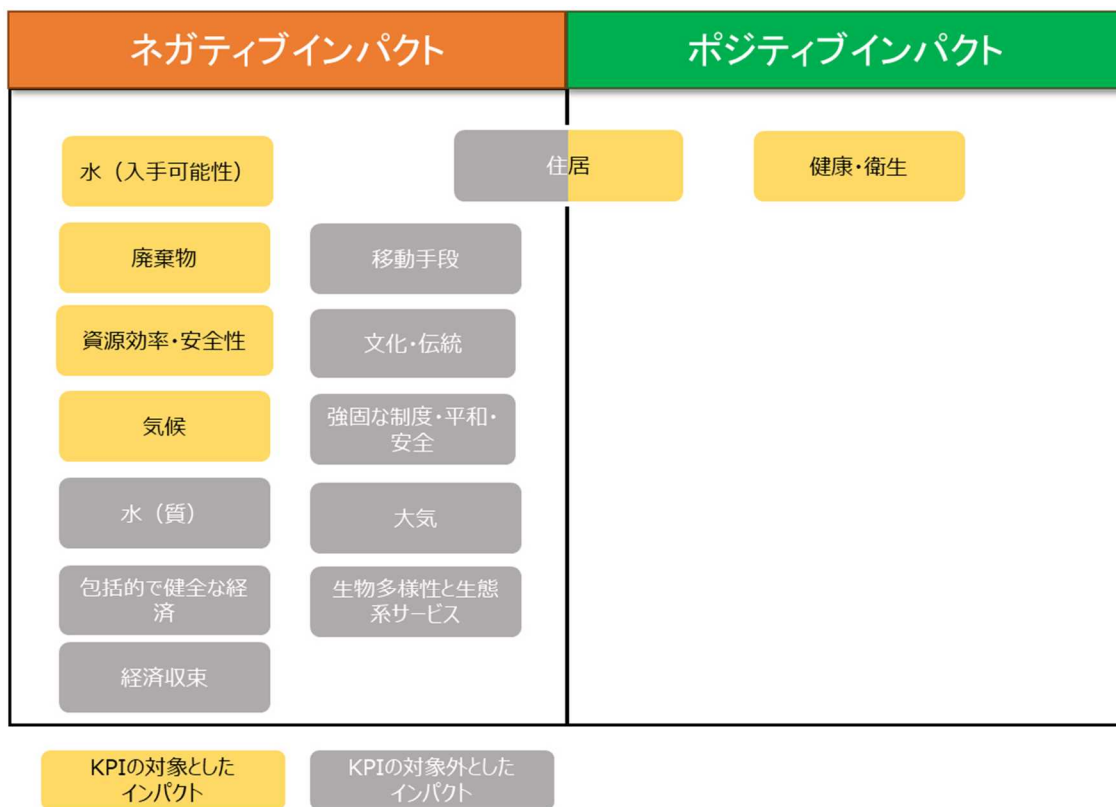 ネガティブインパクト
ポジティブインパクト
水（入手可能性）
住居
健康・衛生
廃棄物
移動手段
資源効率・安全性
文化・伝統
気候
強固な制度・平和・
安全
水（質）
大気
包括的で健全な経
済
生物多様性と生態
系サービス
経済収束
KPIの対象とした
インパクト
KPIの対象外とした
インパクト